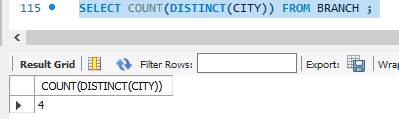 115 SELECT COUNT(DISTINCT(CITY)) FROM BRANCH ;
Result Grid Filter Rows: Export: Wrap
COUNT(DISTINCT(CITY))
4